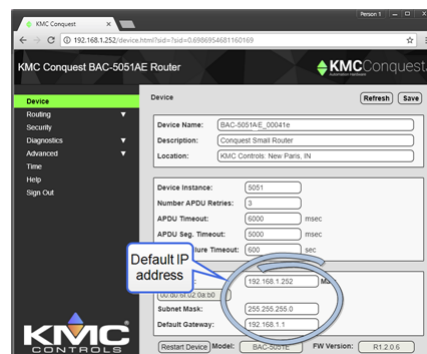 KMC Conquest
Person 1
192.168.1.252/device.html?sid=?sid=0.6986954681160169
KMC Conquest BAC-5051AE Router
KMCConquest
Device
Routing
Security
Diagnostics
Advanced
Time
Help
Sign Out
Device
Refresh
Save
Device Name: BAC-5051AE_00041e
Description: Conquest Small Router
Location: KMC Controls: New Paris, IN
Device Instance: 5051
Number APDU Retries: 3
APDU Timeout: 6000 msec
APDU Seg. Timeout: 5000 msec
Timeout: 600 sec
Default IP address
192.168.1.252
Subnet Mask: 255.255.255.0
Default Gateway: 192.168.1.1
Restart Device Model: BAC-5051E FW Version: R1.2.0.6
KMC
CONTROLS